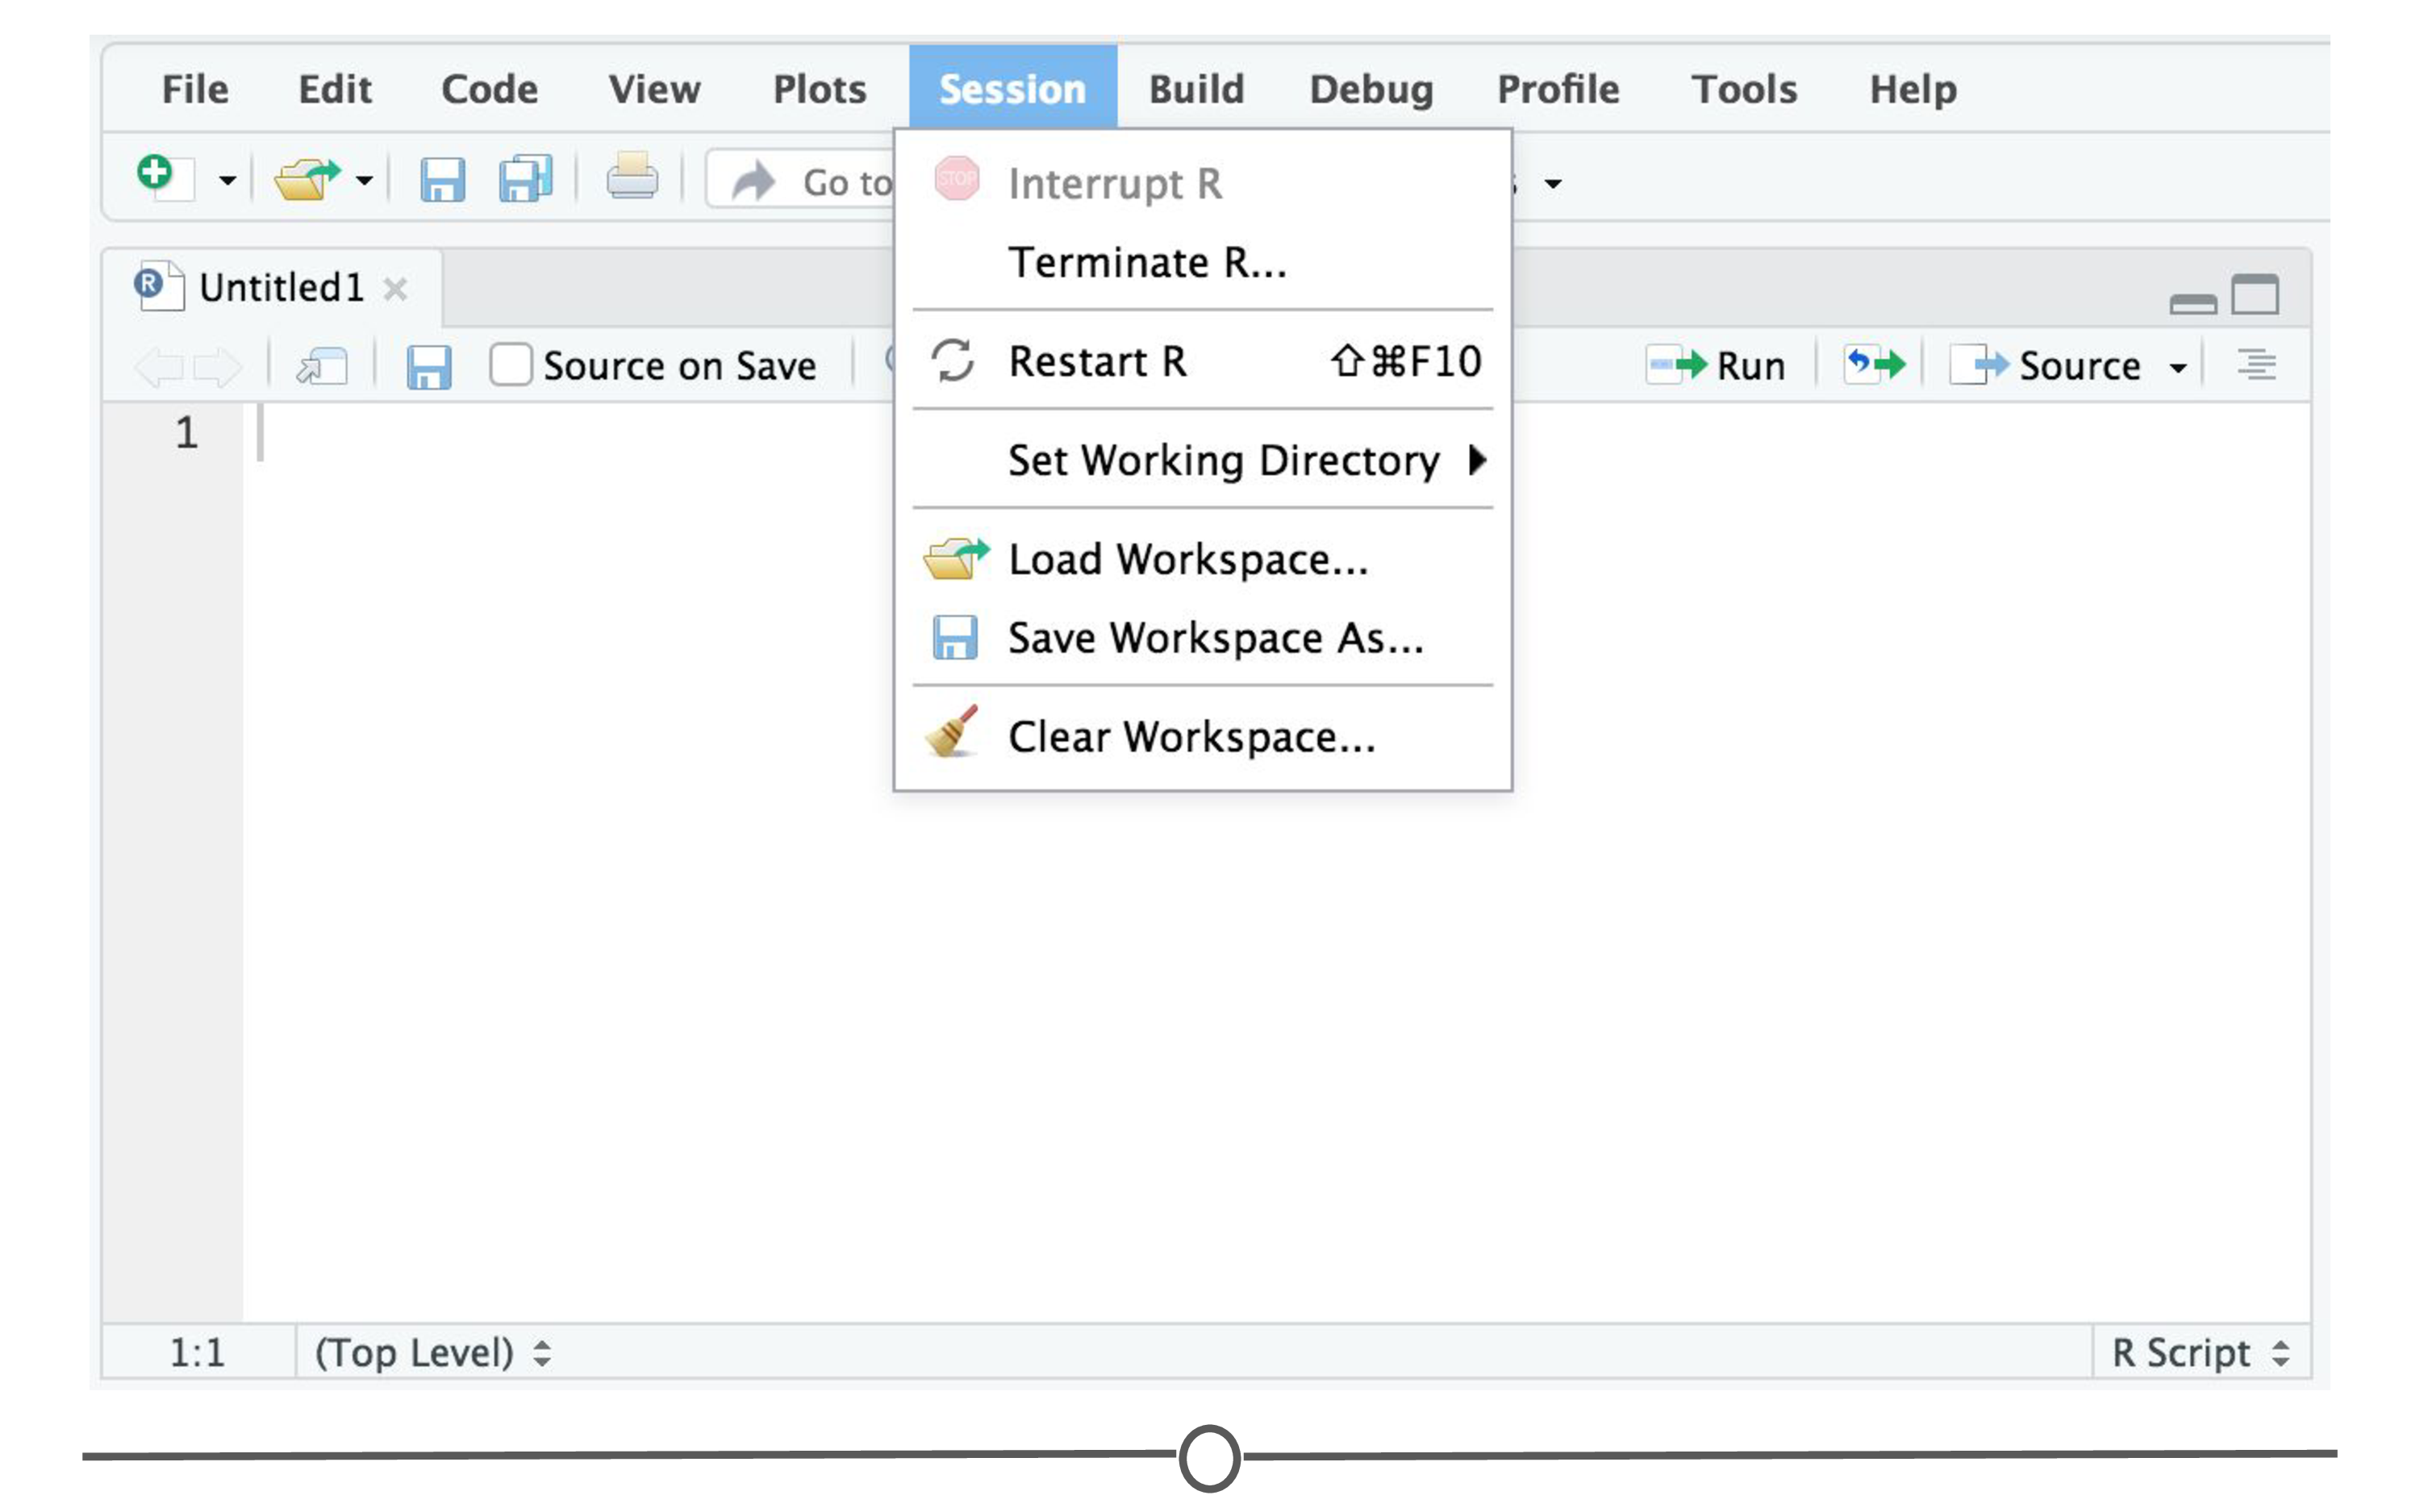 File Edit Code View Plots Session Build Debug Profile Tools Help
Go to
STOP Interrupt R
Terminate R...
Restart R ⇧⌘F10
Set Working Directory
Load Workspace...
Save Workspace As...
Clear Workspace...
R Untitled1
Source on Save Run Source
1
1:1 (Top Level) R Script